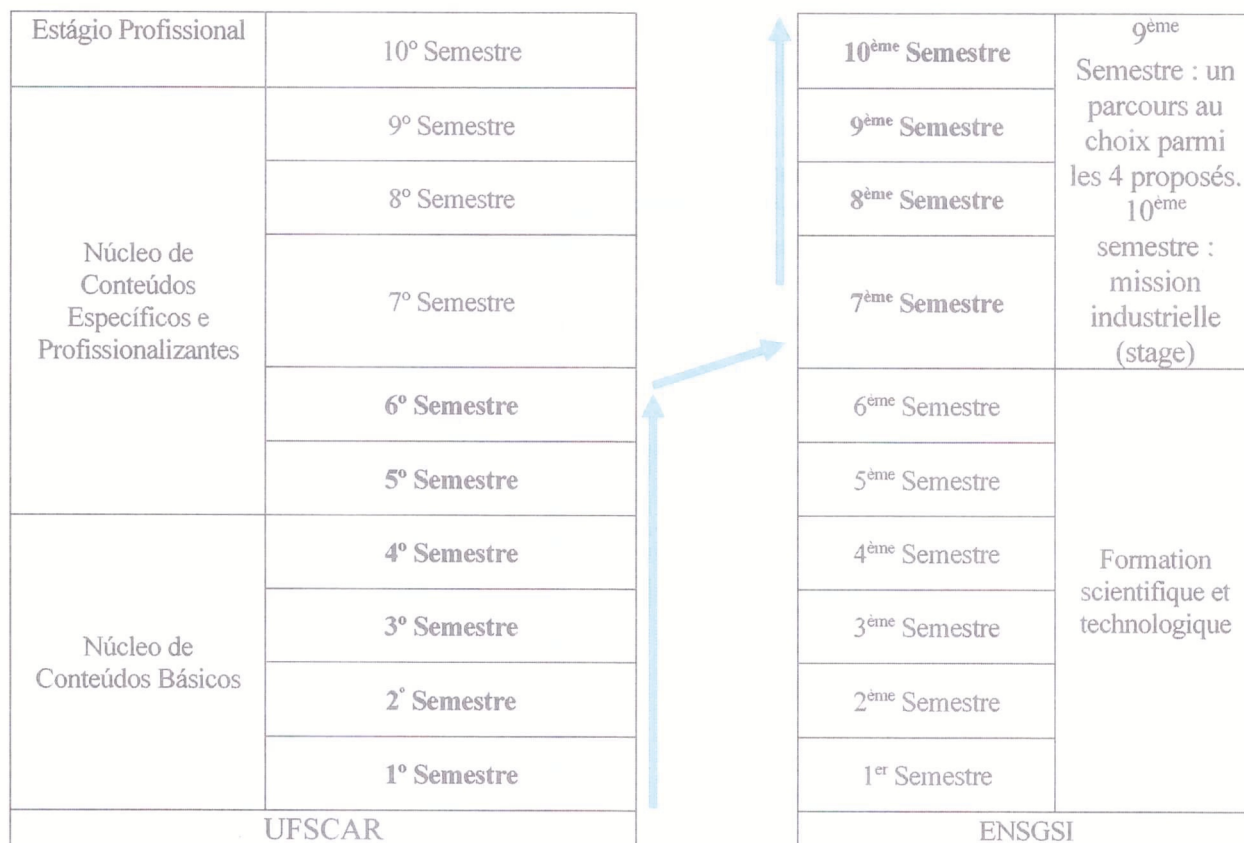 Estágio Profissional
10º Semestre
9º Semestre
8º Semestre
Núcleo de
Conteúdos
Específicos e
Profissionalizantes
7º Semestre
6º Semestre
5º Semestre
4º Semestre
Núcleo de
Conteúdos Básicos
3º Semestre
2º Semestre
1º Semestre
UFSCAR
10ème Semestre
9ème Semestre
8ème Semestre
7ème Semestre
9ème
Semestre : un
parcours au
choix parmi
les 4 proposés.
10ème
semestre :
mission
industrielle
(stage)
6ème Semestre
5ème Semestre
4ème Semestre
3ème Semestre
2ème Semestre
1er Semestre
Formation
scientifique et
technologique
ENSGSI